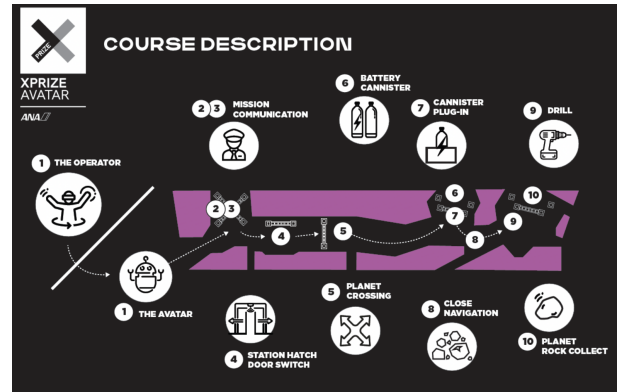 PRIZE
XPRIZE
AVATAR
ANA
COURSE DESCRIPTION
1 THE OPERATOR
2 3 MISSION
COMMUNICATION
6 BATTERY
CANNISTER
7 CANNISTER
PLUG-IN
9 DRILL
2 3
4
5
6
7
8
9
10
1 THE AVATAR
4 STATION HATCH
DOOR SWITCH
5 PLANET
CROSSING
8 CLOSE
NAVIGATION
10 PLANET
ROCK COLLECT